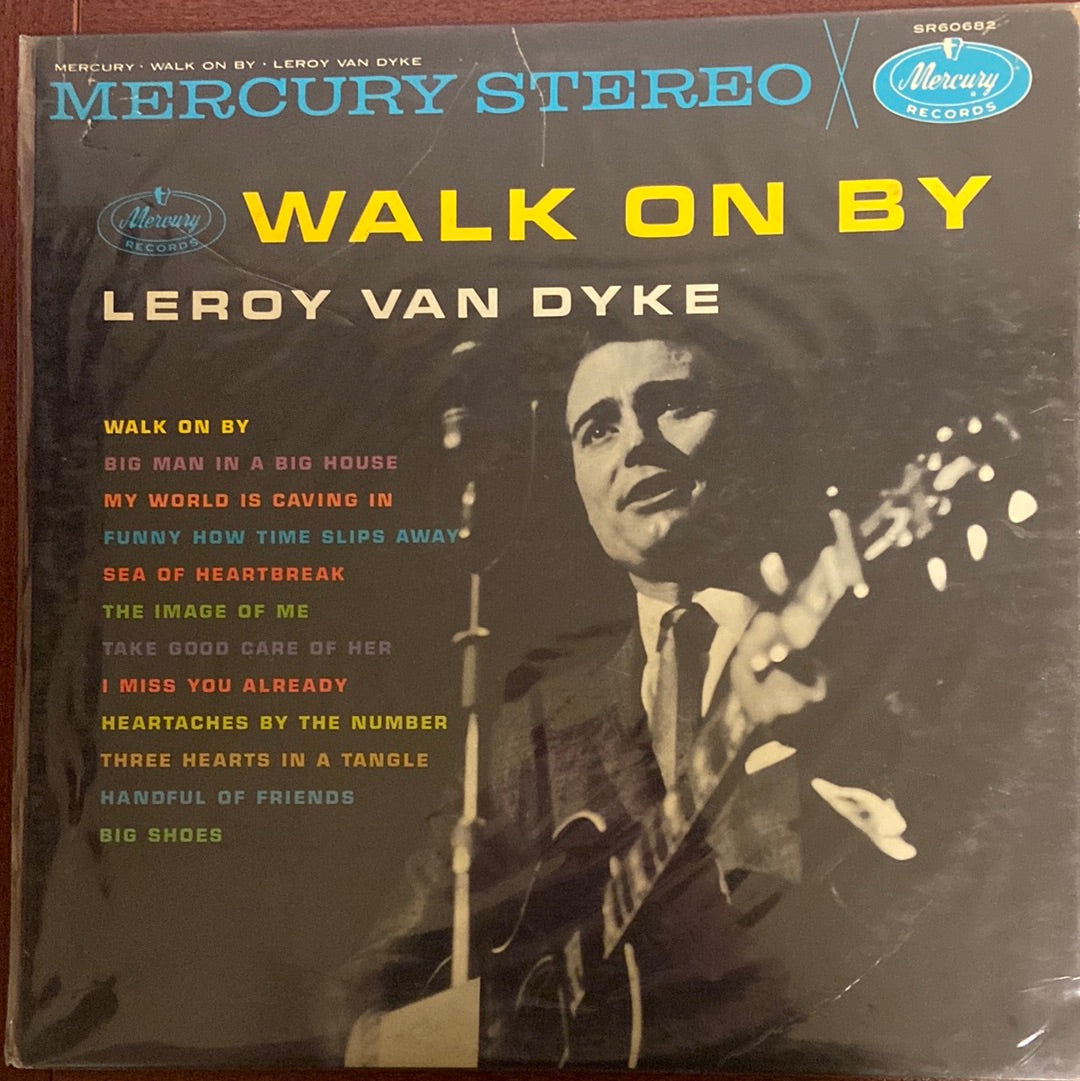 SR60682
MERCURY · WALK ON BY · LEROY VAN DYKE
MERCURY STEREO
Mercury
RECORDS
Mercury
RECORDS
WALK ON BY
LEROY VAN DYKE
WALK ON BY
BIG MAN IN A BIG HOUSE
MY WORLD IS CAVING IN
FUNNY HOW TIME SLIPS AWAY
SEA OF HEARTBREAK
THE IMAGE OF ME
TAKE GOOD CARE OF HER
I MISS YOU ALREADY
HEARTACHES BY THE NUMBER
THREE HEARTS IN A TANGLE
HANDFUL OF FRIENDS
BIG SHOES